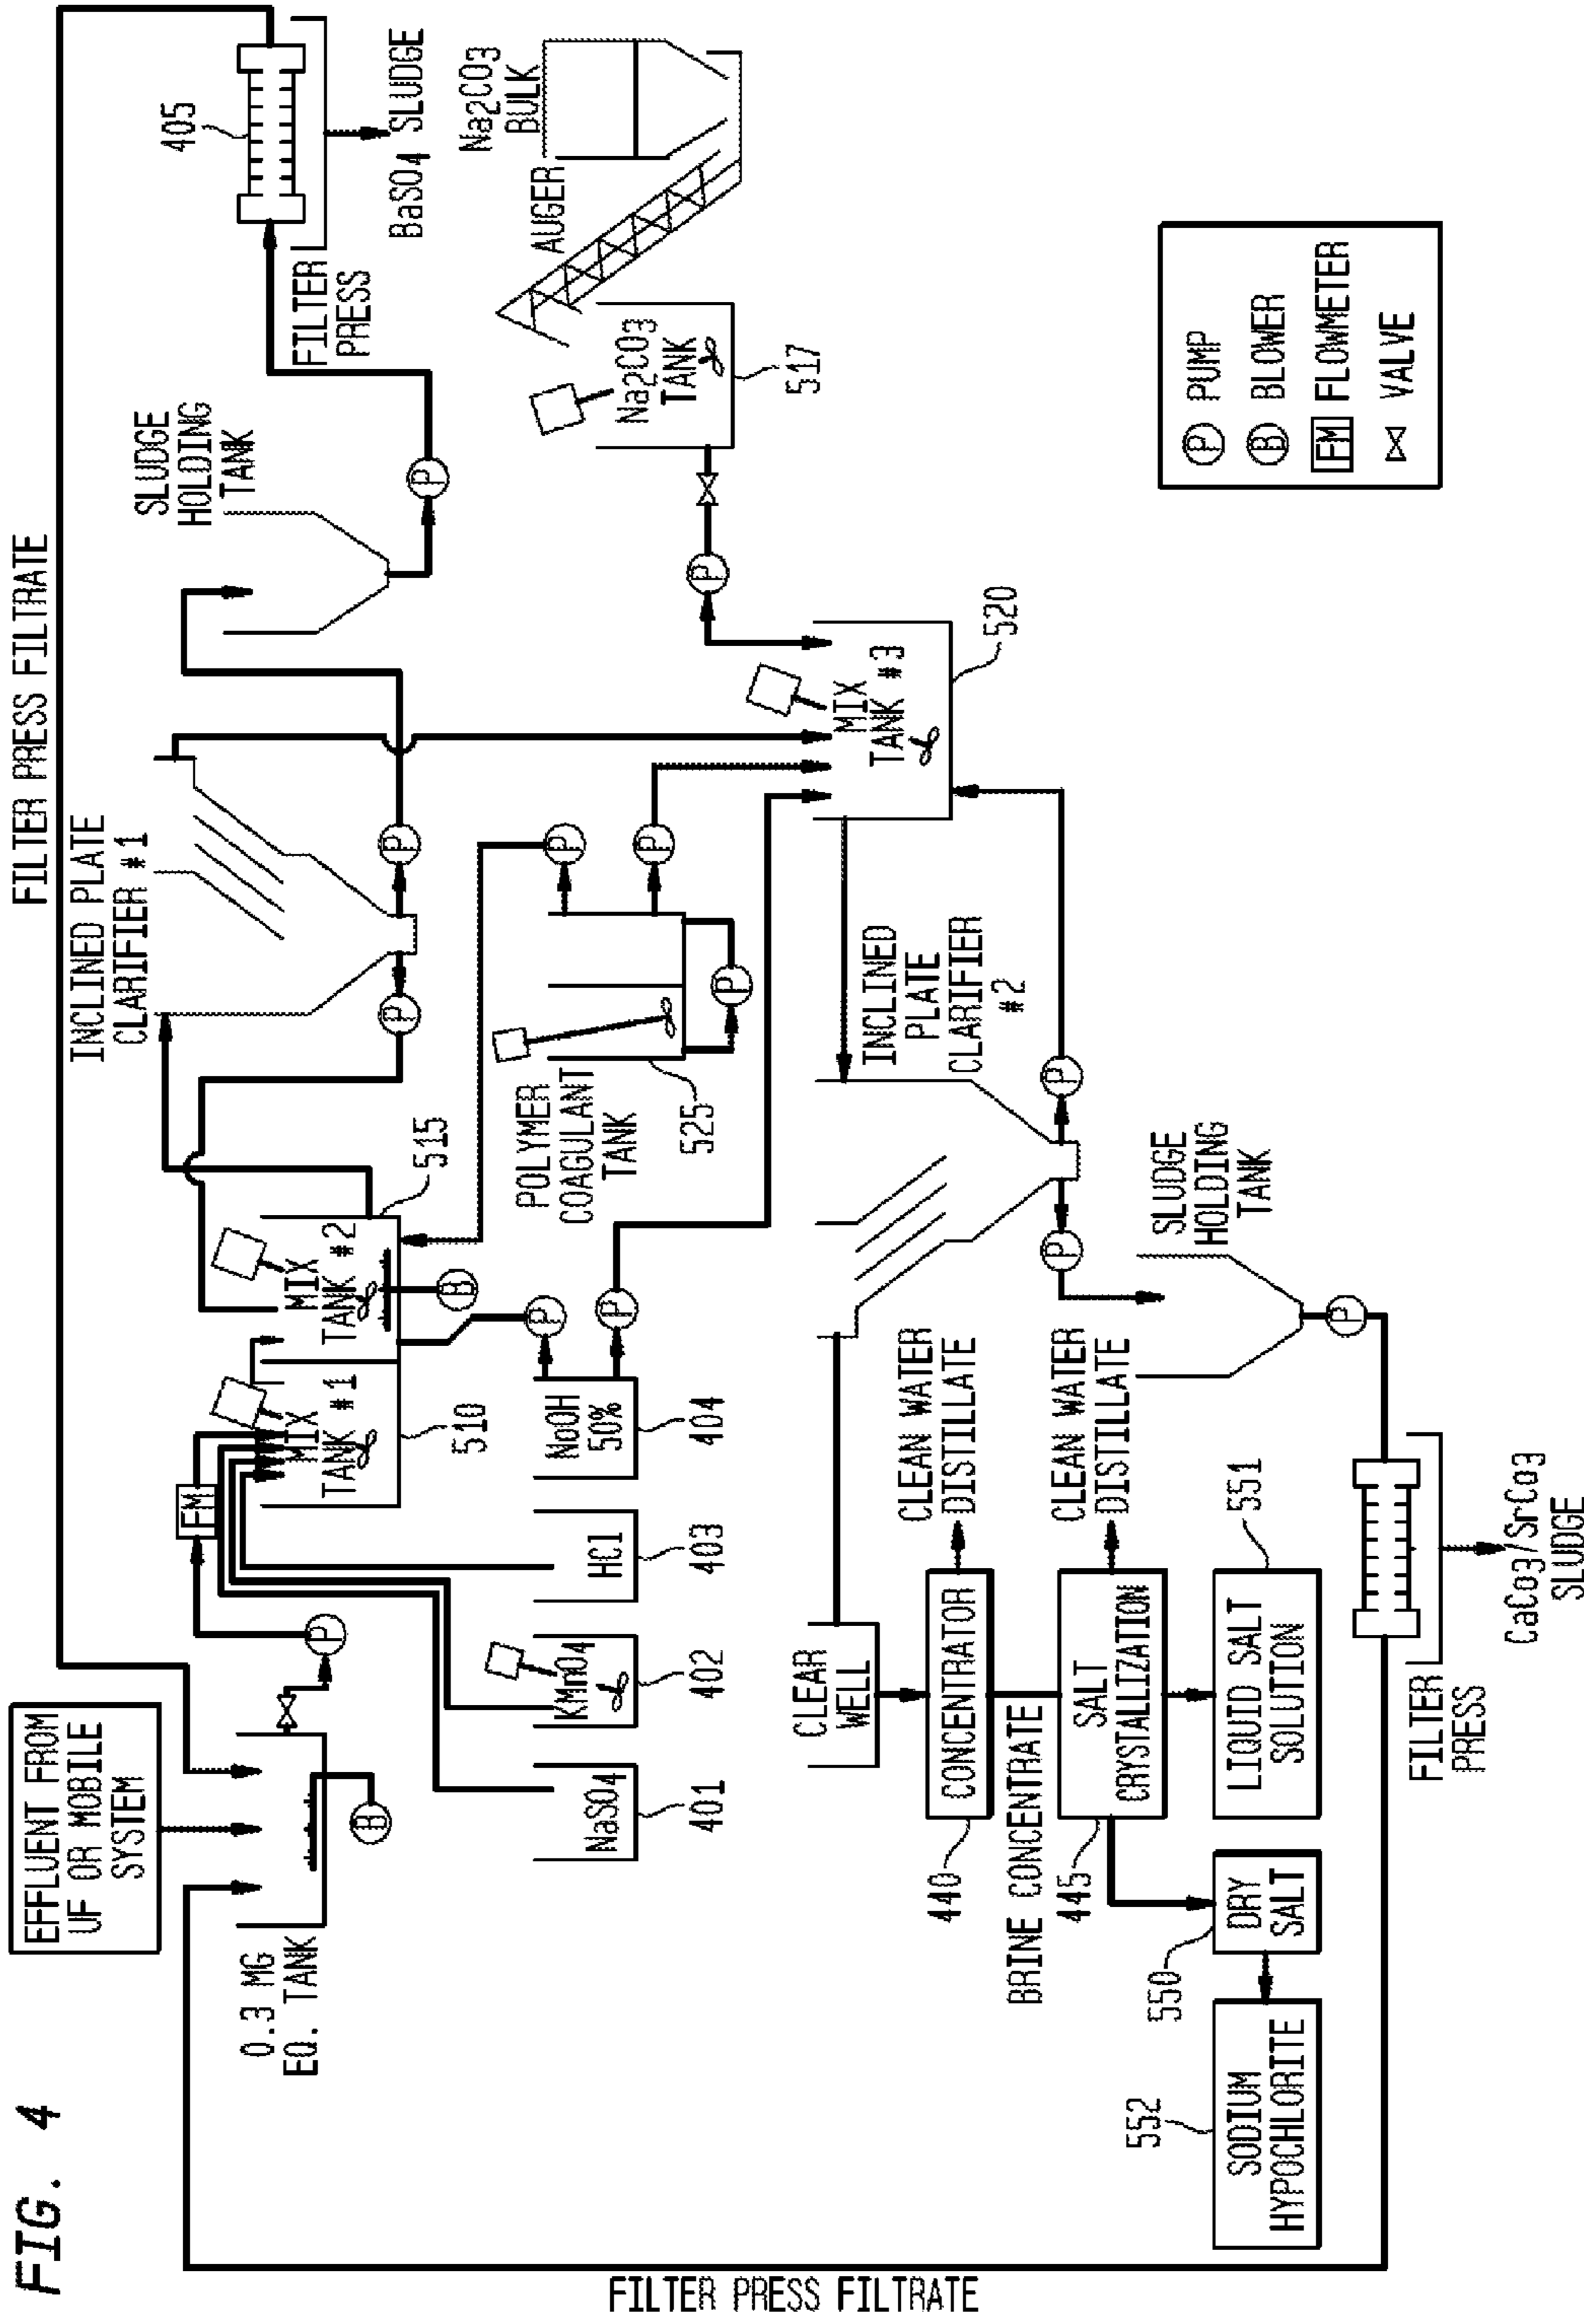 FIG. 4
EFFLUENT FROM
UF OR MOBILE
SYSTEM
FILTER PRESS FILTRATE
0.3 MG
EQ. TANK
B
P
FM
MIX
TANK #1
510
MIX
TANK #2
515
B
INCLINED PLATE
CLARIFIER #1
P
P
SLUDGE
HOLDING
TANK
P
FILTER
PRESS
405
BaSO4 SLUDGE
NaSO4
401
KMnO4
402
HCl
403
NoOH
50%
404
P
P
POLYMER
COAGULANT
TANK
525
P
P
P
AUGER
Na2CO3
BULK
Na2CO3
TANK
517
P
MIX
TANK #3
520
INCLINED
PLATE
CLARIFIER
#2
P
P
CLEAR
WELL
CONCENTRATOR
440
CLEAN WATER
DISTILLATE
BRINE CONCENTRATE
SALT
CRYSTALLIZATION
445
CLEAN WATER
DISTILLATE
LIQUID SALT
SOLUTION
551
DRY
SALT
550
SODIUM
HYPOCHLORITE
552
SLUDGE
HOLDING
TANK
P
FILTER
PRESS
CaCo3/SrCo3
SLUDGE
FILTER PRESS FILTRATE
P PUMP
B BLOWER
FM FLOWMETER
VALVE